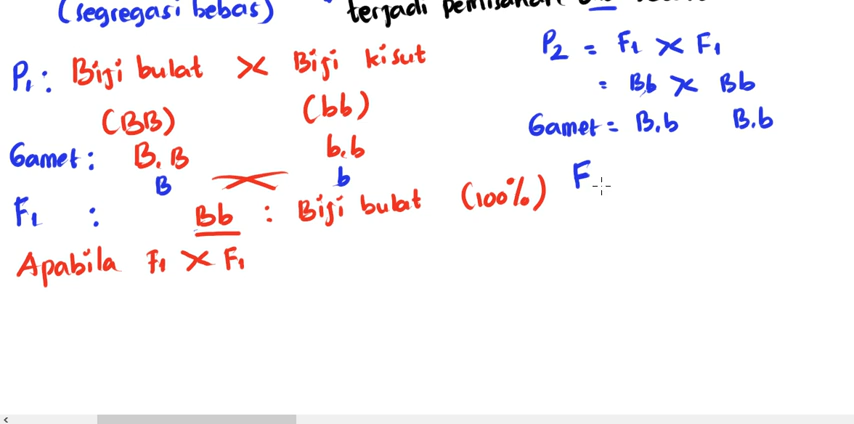 (segregasi bebas)
terjadi
P1 : Biji bulat × Biji kisut
(BB) (bb)
Gamet : B. B b. b
B b
F1 : Bb : Biji bulat (100%)
Apabila F1 × F1
P2 = F1 × F1
= Bb × Bb
Gamet = B.b B.b
F